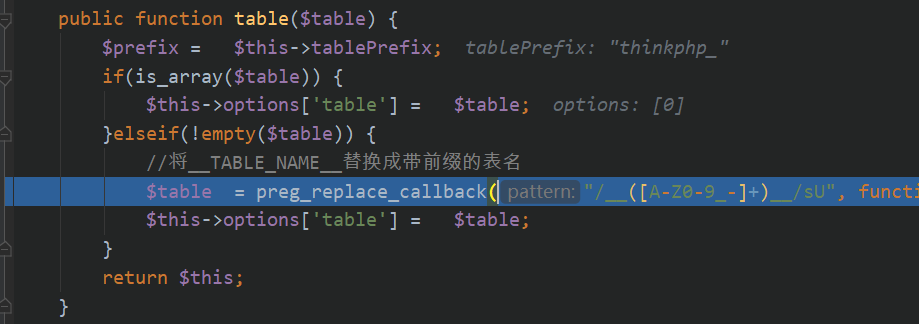 public function table($table) {
$prefix =   $this->tablePrefix;  tablePrefix: "thinkphp_"
if(is_array($table)) {
$this->options['table'] =   $table;  options: [0]
}elseif(!empty($table)) {
//将__TABLE_NAME__替换成带前缀的表名
$table  = preg_replace_callback( pattern: "/__([A-Z0-9_-]+)__/sU", functi
$this->options['table'] =   $table;
}
return $this;
}